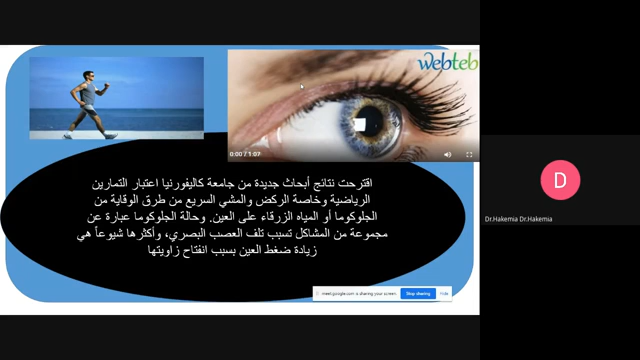 webteb
0:00 / 1:07
اقترحت نتائج أبحاث جديدة من جامعة كاليفورنيا اعتبار التمارين
الرياضية وخاصة الركض والمشي السريع من طرق الوقاية من
الجلوكوما أو المياه الزرقاء على العين. وحالة الجلوكوما عبارة عن
مجموعة من المشاكل تسبب تلف العصب البصري، وأكثرها شيوعاً هي
زيادة ضغط العين بسبب انفتاح زاويتها
meet.google.com is sharing your screen.
Stop sharing
Hide
D
Dr.Hakemia Dr.Hakemia